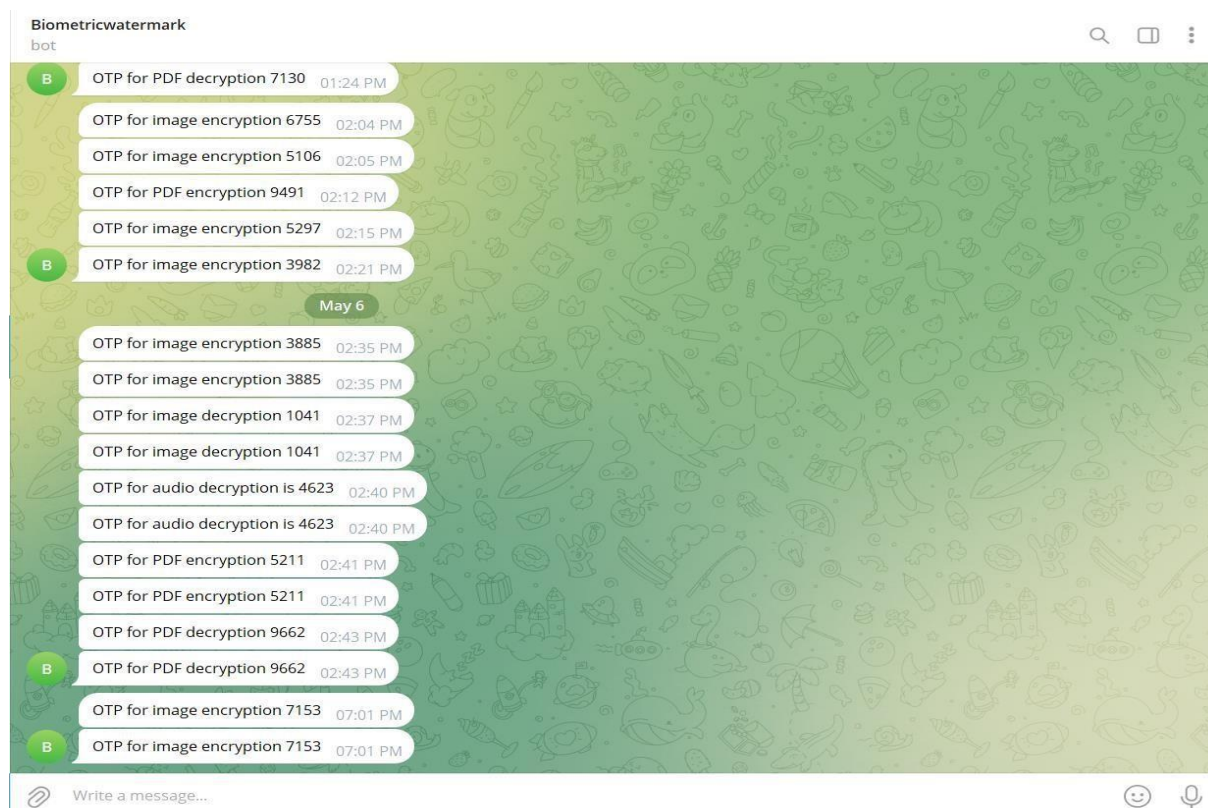 Biometricwatermark
bot
B
OTP for PDF decryption 7130 01:24 PM
OTP for image encryption 6755 02:04 PM
OTP for image encryption 5106 02:05 PM
OTP for PDF encryption 9491 02:12 PM
OTP for image encryption 5297 02:15 PM
B
OTP for image encryption 3982 02:21 PM
May 6
OTP for image encryption 3885 02:35 PM
OTP for image encryption 3885 02:35 PM
OTP for image decryption 1041 02:37 PM
OTP for image decryption 1041 02:37 PM
OTP for audio decryption is 4623 02:40 PM
OTP for audio decryption is 4623 02:40 PM
OTP for PDF encryption 5211 02:41 PM
OTP for PDF encryption 5211 02:41 PM
OTP for PDF decryption 9662 02:43 PM
B
OTP for PDF decryption 9662 02:43 PM
OTP for image encryption 7153 07:01 PM
B
OTP for image encryption 7153 07:01 PM
Write a message...